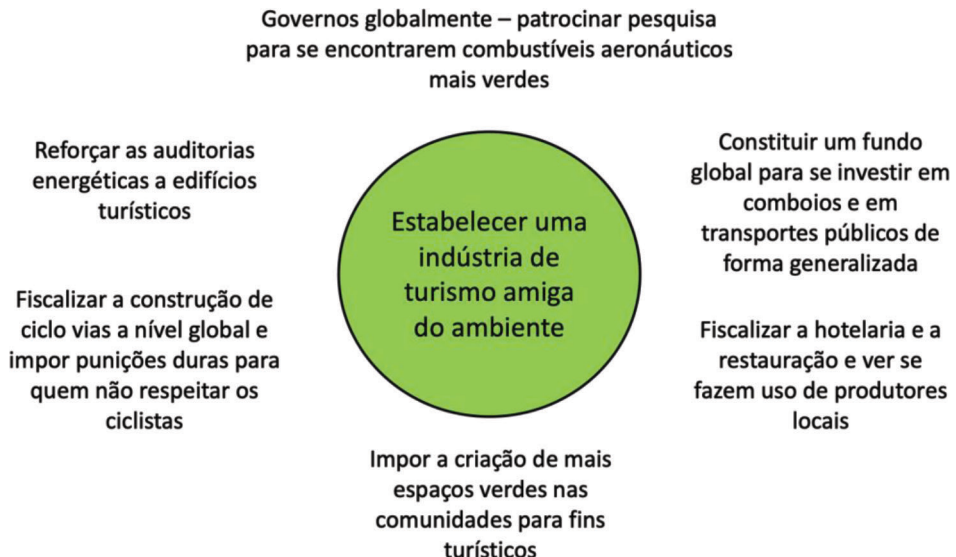 Governos globalmente – patrocinar pesquisa
para se encontrarem combustíveis aeronáuticos
mais verdes
Reforçar as auditorias
energéticas a edifícios
turísticos
Constituir um fundo
global para se investir em
comboios e em
transportes públicos de
forma generalizada
Estabelecer uma
indústria de
turismo amiga
do ambiente
Fiscalizar a construção de
ciclo vias a nível global e
impor punições duras para
quem não respeitar os
ciclistas
Fiscalizar a hotelaria e a
restauração e ver se
fazem uso de produtores
locais
Impor a criação de mais
espaços verdes nas
comunidades para fins
turísticos